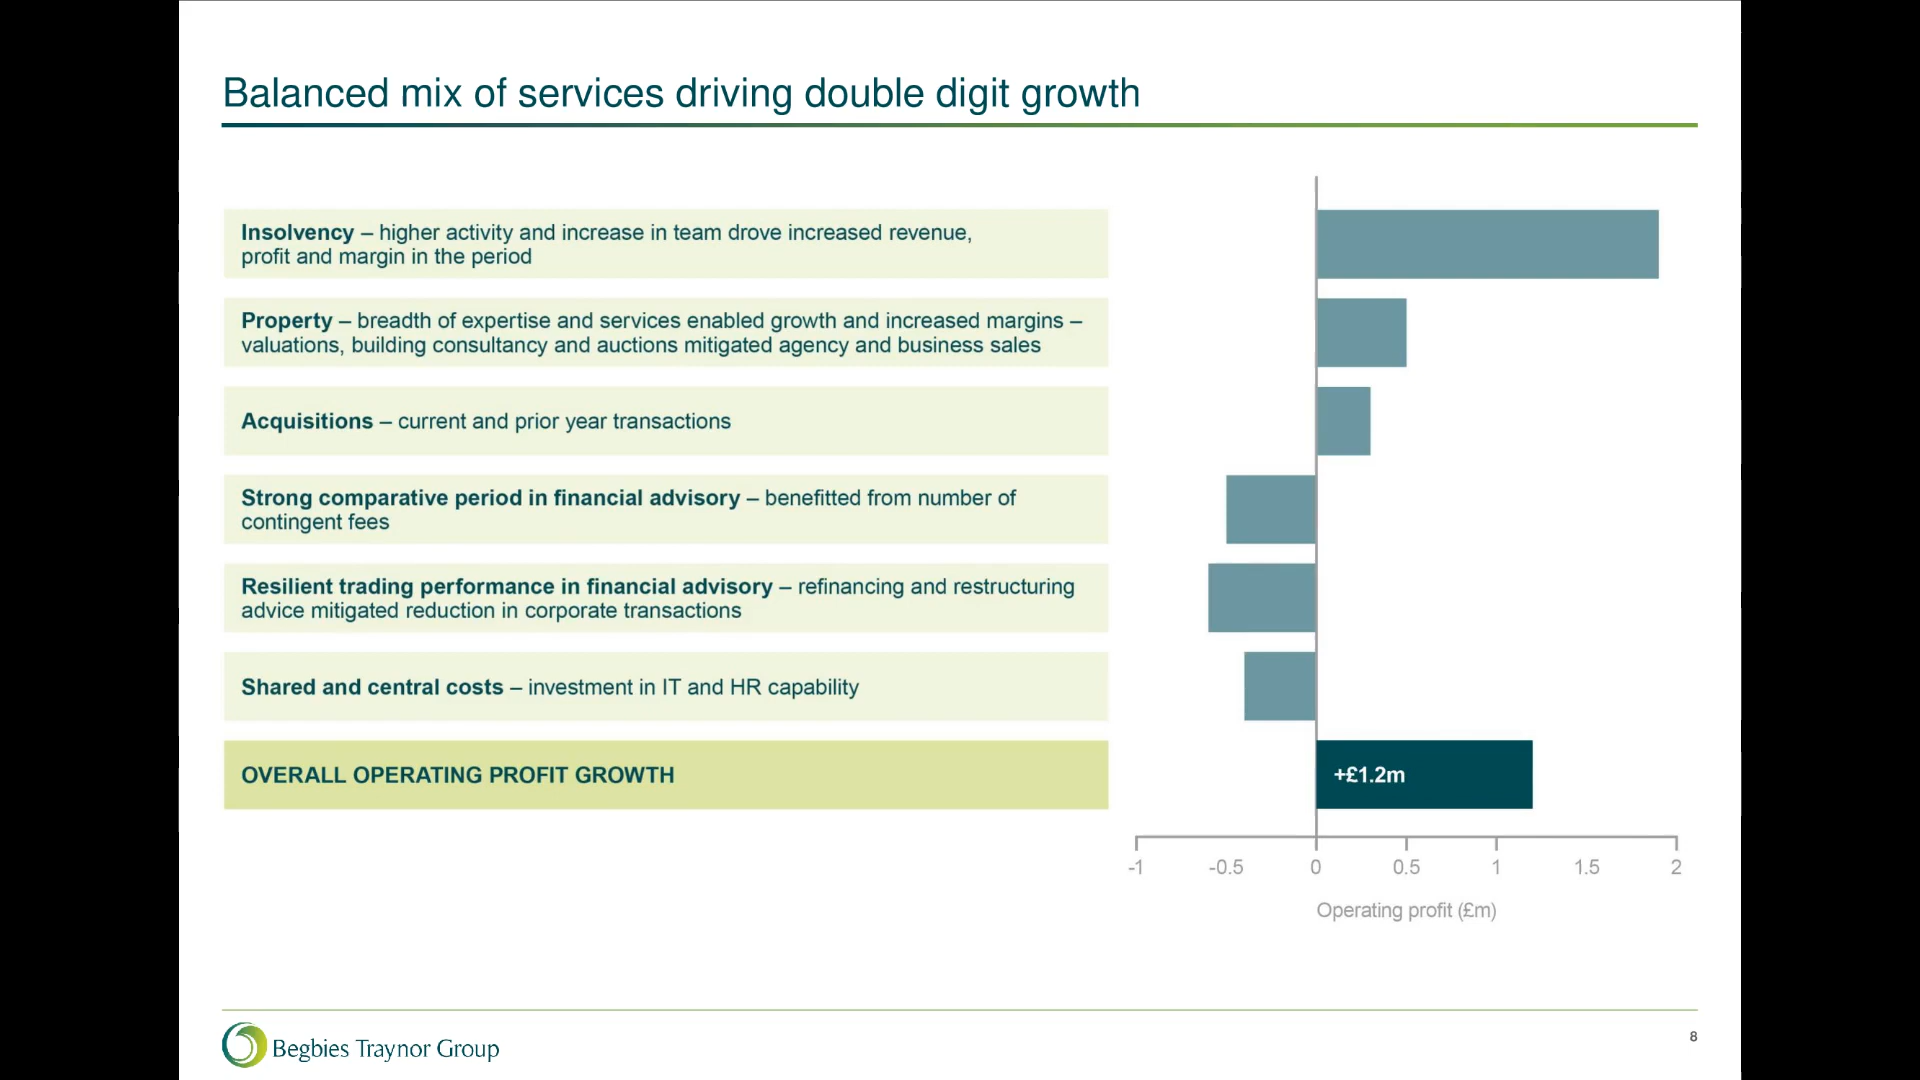 Balanced mix of services driving double digit growth
Insolvency – higher activity and increase in team drove increased revenue,
profit and margin in the period
Property – breadth of expertise and services enabled growth and increased margins –
valuations, building consultancy and auctions mitigated agency and business sales
Acquisitions – current and prior year transactions
Strong comparative period in financial advisory – benefitted from number of
contingent fees
Resilient trading performance in financial advisory – refinancing and restructuring
advice mitigated reduction in corporate transactions
Shared and central costs – investment in IT and HR capability
OVERALL OPERATING PROFIT GROWTH
+£1.2m
-1 -0.5 0 0.5 1 1.5 2
Operating profit (£m)
Begbies Traynor Group
8